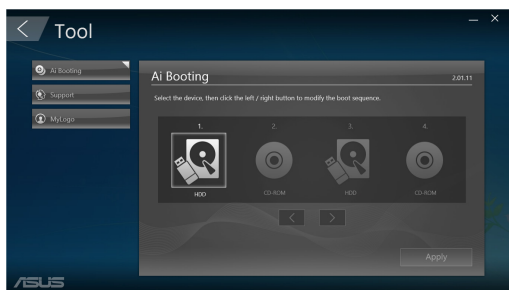 Tool
Ai Booting
Support
MyLogo
Ai Booting
2.01.11
Select the device, then click the left / right button to modify the boot sequence.
1. 2. 3. 4.
HDD CD-ROM HDD CD-ROM
Apply
ASUS